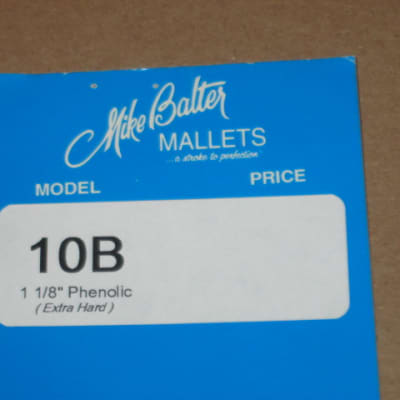 Mike Balter
MALLETS
...a stroke to perfection
MODEL PRICE
10B
1 1/8" Phenolic
( Extra Hard )